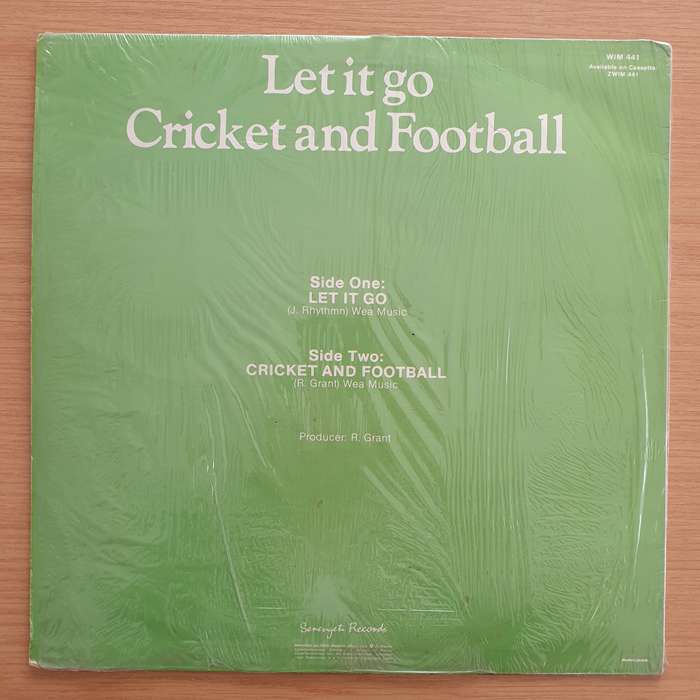 WIM 441
Available on Cassette
ZWIM 441
Let it go
Cricket and Football
Side One:
LET IT GO
(J. Rhythmn) Wea Music
Side Two:
CRICKET AND FOOTBALL
(R. Grant) Wea Music
Producer: R. Grant
Records